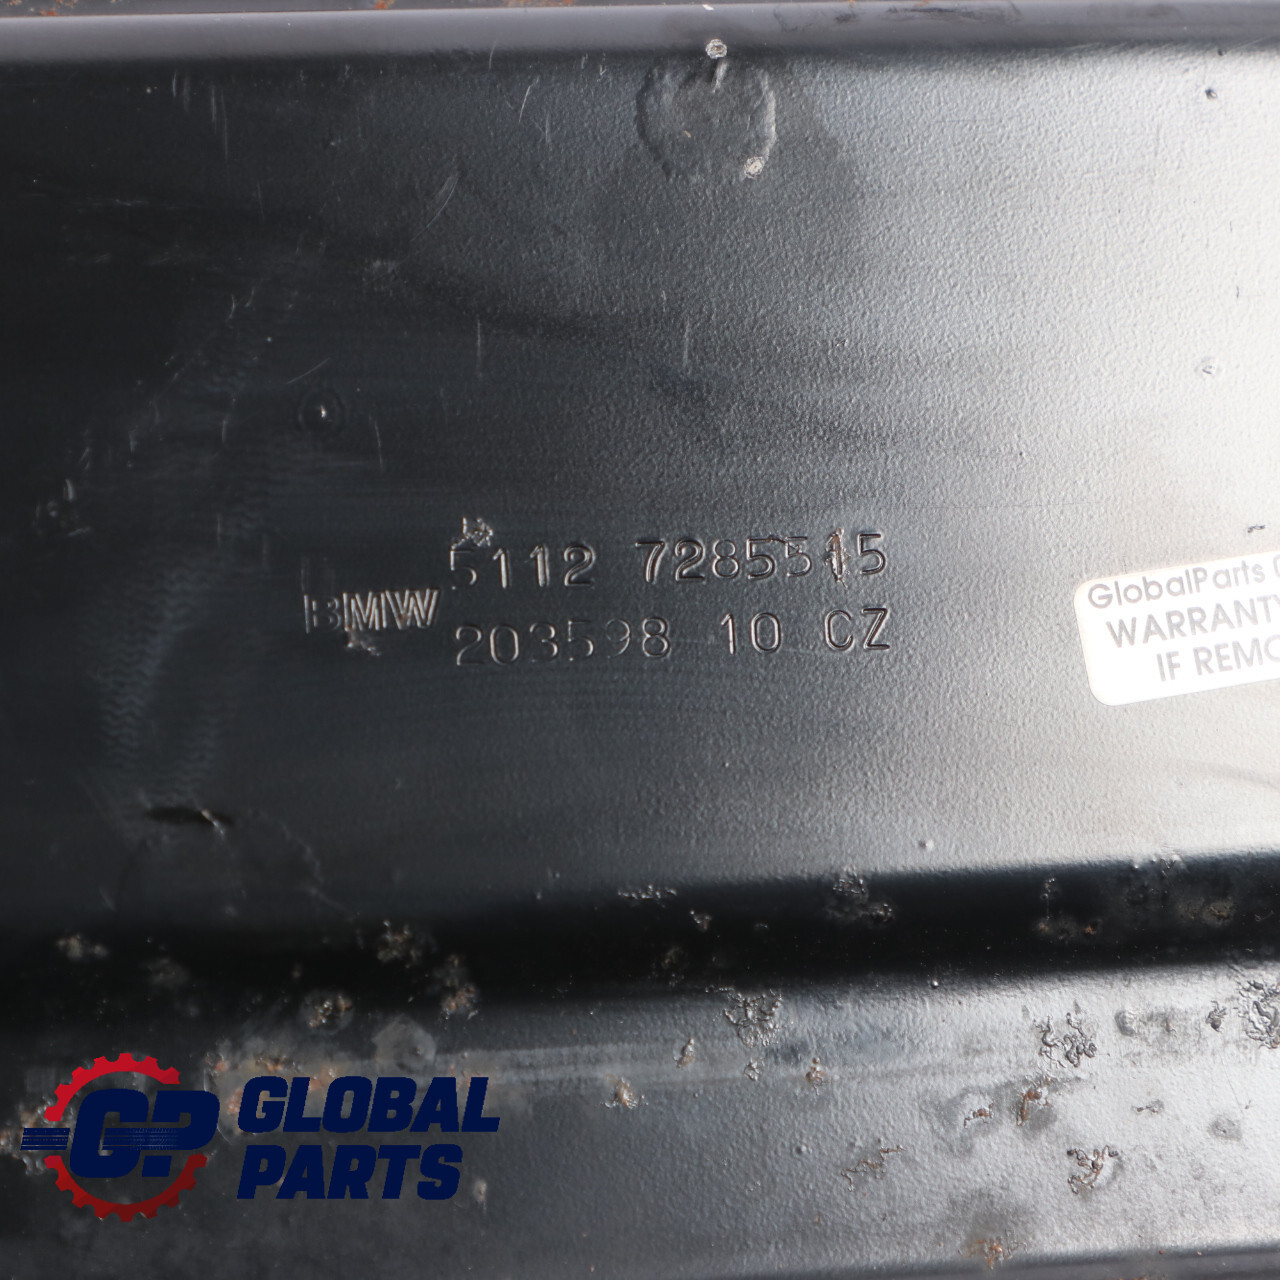 5112 7285515
BMW
203598 10 CZ
GlobalParts
WARRANTY
IF REMO
GP GLOBAL
PARTS